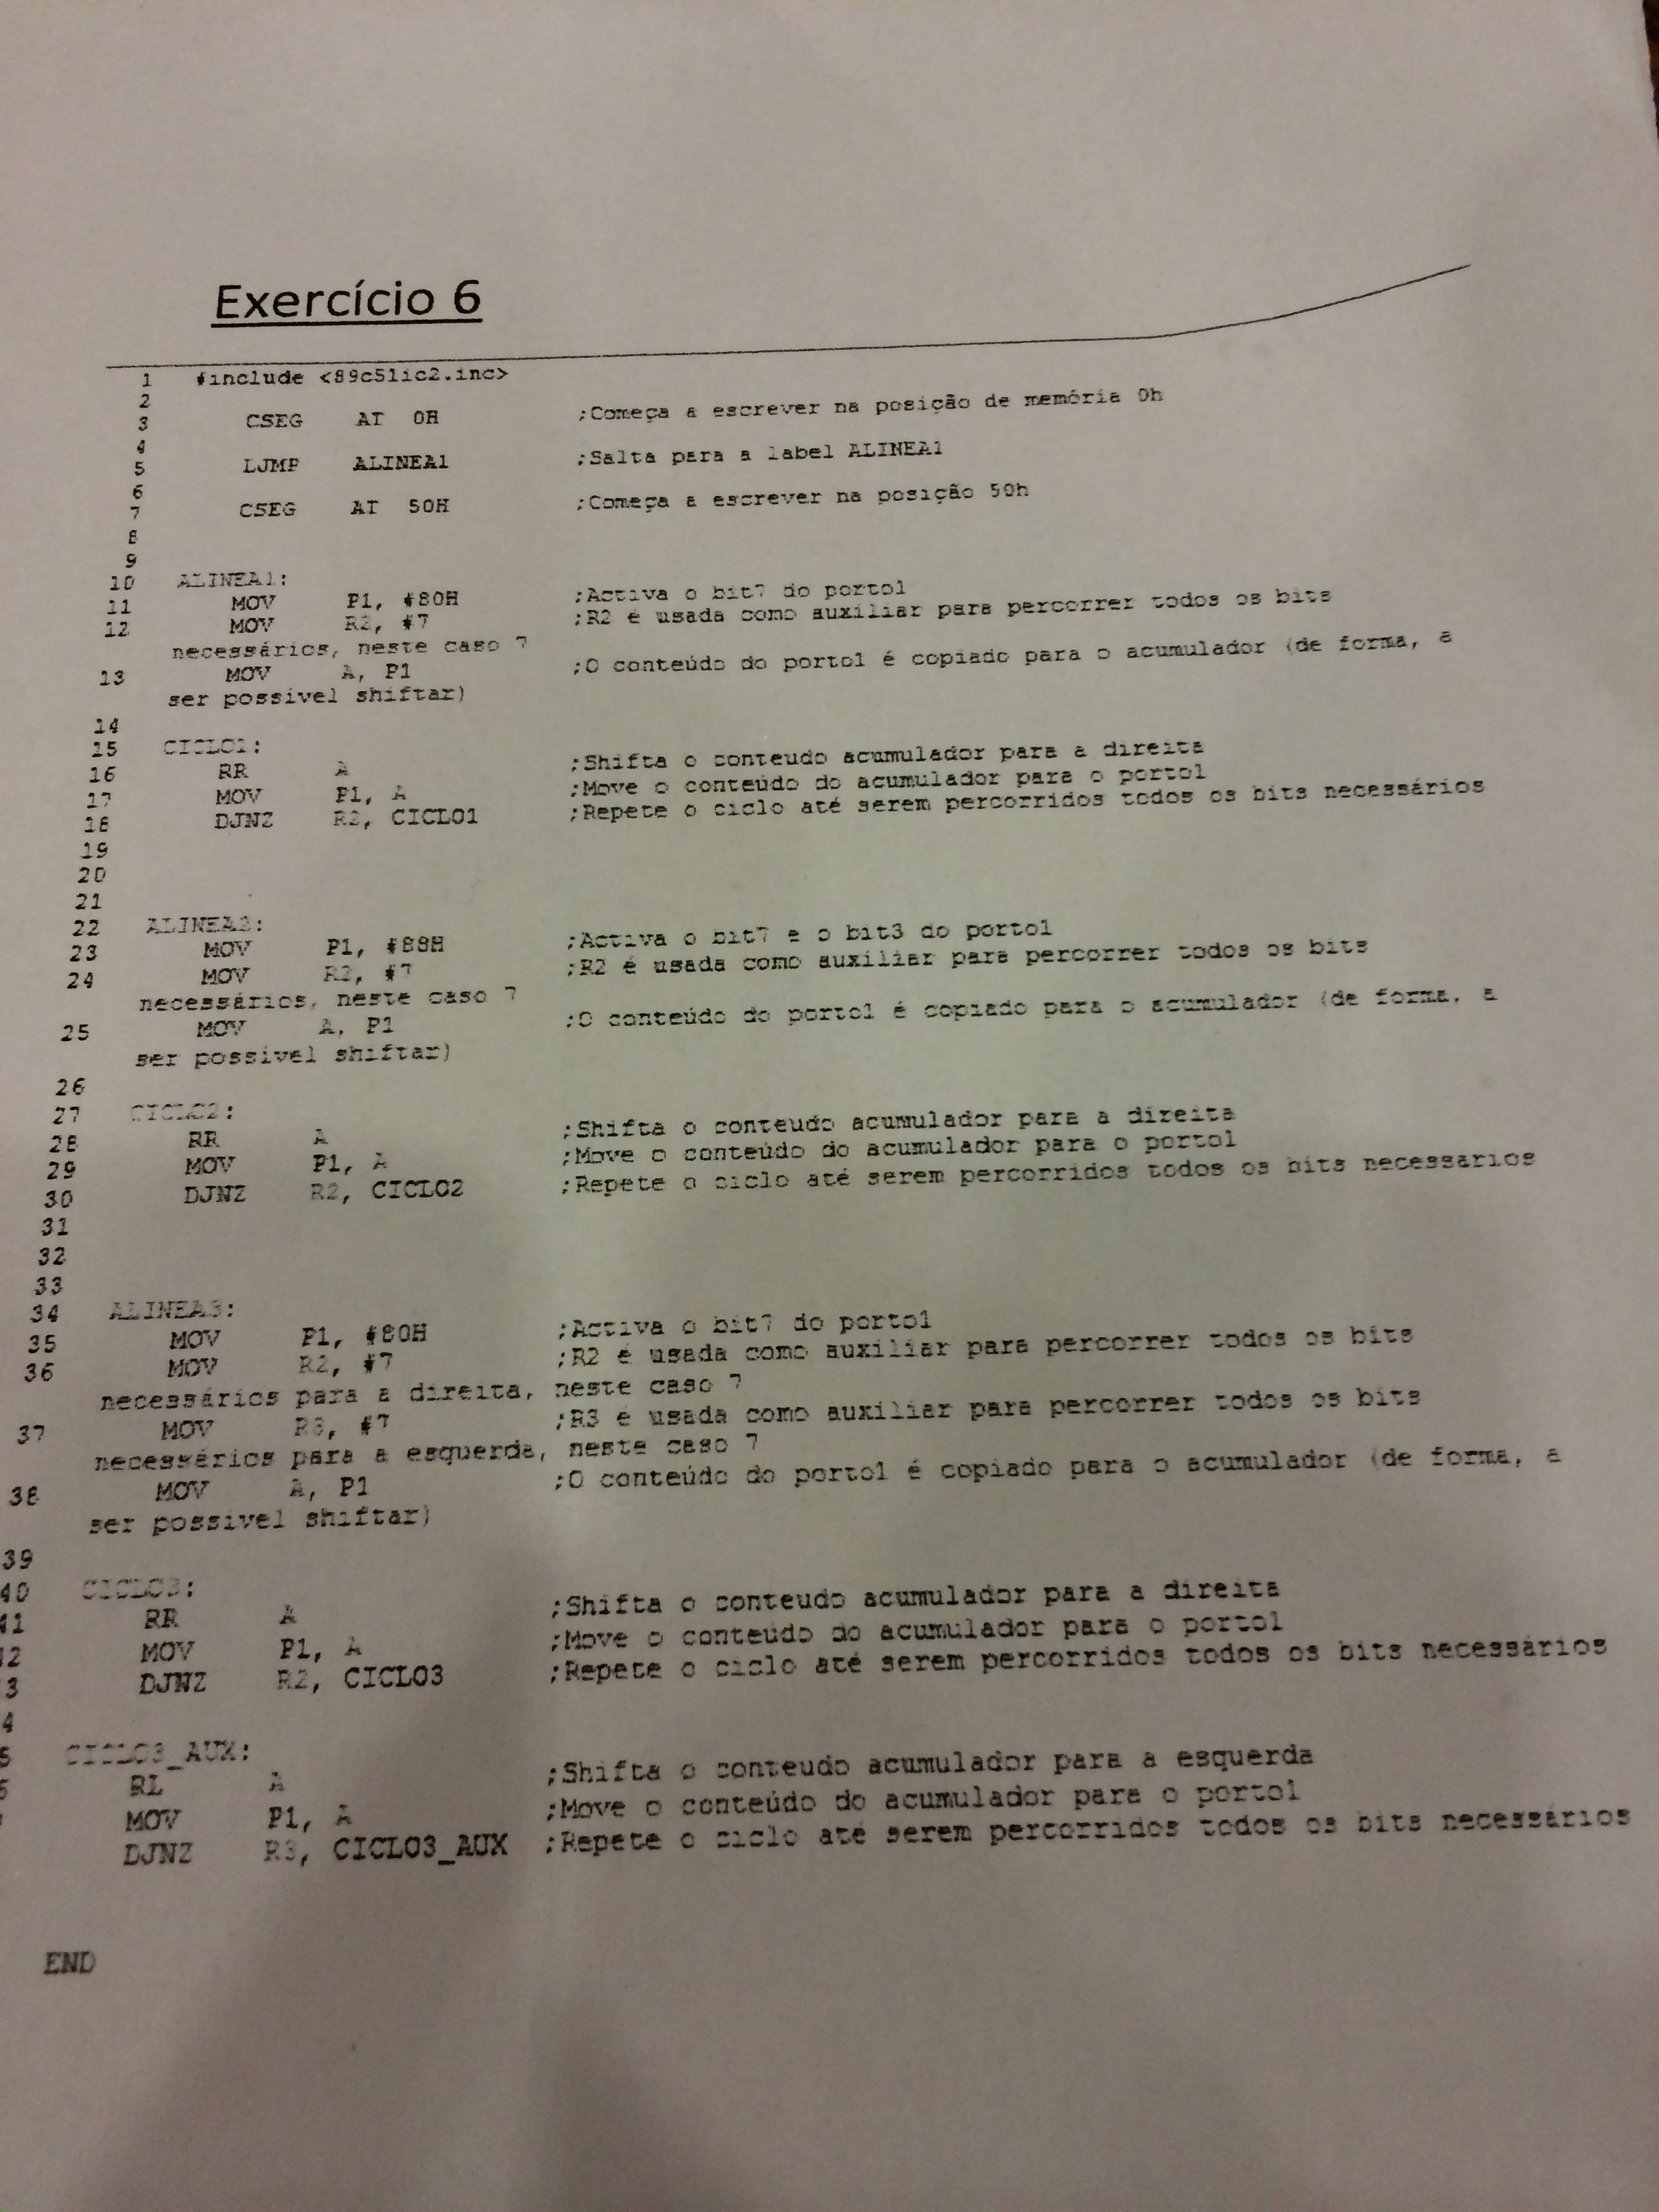 Exercício 6
1 #include <89c51ic2.inc>
2
3 CSEG AT 0H ;Começa a escrever na posição de memória 0h
4
5 LJMP ALINEA1 ;Salta para a label ALINEA1
6
7 CSEG AT 50H ;Começa a escrever na posição 50h
8
9
10 ALINEA1:
11 MOV P1, #80H ;Activa o bit7 do porto1
12 MOV R2, #7 ;R2 é usada como auxiliar para percorrer todos os bits
necessários, neste caso 7
13 MOV A, P1 ;O conteúdo do porto1 é copiado para o acumulador (de forma, a
ser possivel shiftar)
14
15 CICLO1:
16 RR A ;Shifta o conteudo acumulador para a direita
17 MOV P1, A ;Move o conteúdo do acumulador para o porto1
18 DJNZ R2, CICLO1 ;Repete o ciclo até serem percorridos todos os bits necessários
19
20
21
22 ALINEA2:
23 MOV P1, #88H ;Activa o bit7 e o bit3 do porto1
24 MOV R2, #7 ;R2 é usada como auxiliar para percorrer todos os bits
necessários, neste caso 7
25 MOV A, P1 ;O conteúdo do porto1 é copiado para o acumulador (de forma, a
ser possivel shiftar)
26
27 CICLO2:
28 RR A ;Shifta o conteudo acumulador para a direita
29 MOV P1, A ;Move o conteúdo do acumulador para o porto1
30 DJNZ R2, CICLO2 ;Repete o ciclo até serem percorridos todos os bits necessários
31
32
33
34 ALINEA3:
35 MOV P1, #80H ;Activa o bit7 do porto1
36 MOV R2, #7 ;R2 é usada como auxiliar para percorrer todos os bits
necessários para a direita, neste caso 7
37 MOV R3, #7 ;R3 é usada como auxiliar para percorrer todos os bits
necessários para a esquerda, neste caso 7
38 MOV A, P1 ;O conteúdo do porto1 é copiado para o acumulador (de forma, a
ser possivel shiftar)
39
40 CICLO3:
41 RR A ;Shifta o conteudo acumulador para a direita
2 MOV P1, A ;Move o conteúdo do acumulador para o porto1
3 DJNZ R2, CICLO3 ;Repete o ciclo até serem percorridos todos os bits necessários
4
5 CICLO3_AUX:
RL A ;Shifta o conteudo acumulador para a esquerda
MOV P1, A ;Move o conteúdo do acumulador para o porto1
DJNZ R3, CICLO3_AUX ;Repete o ciclo até serem percorridos todos os bits necessários
END